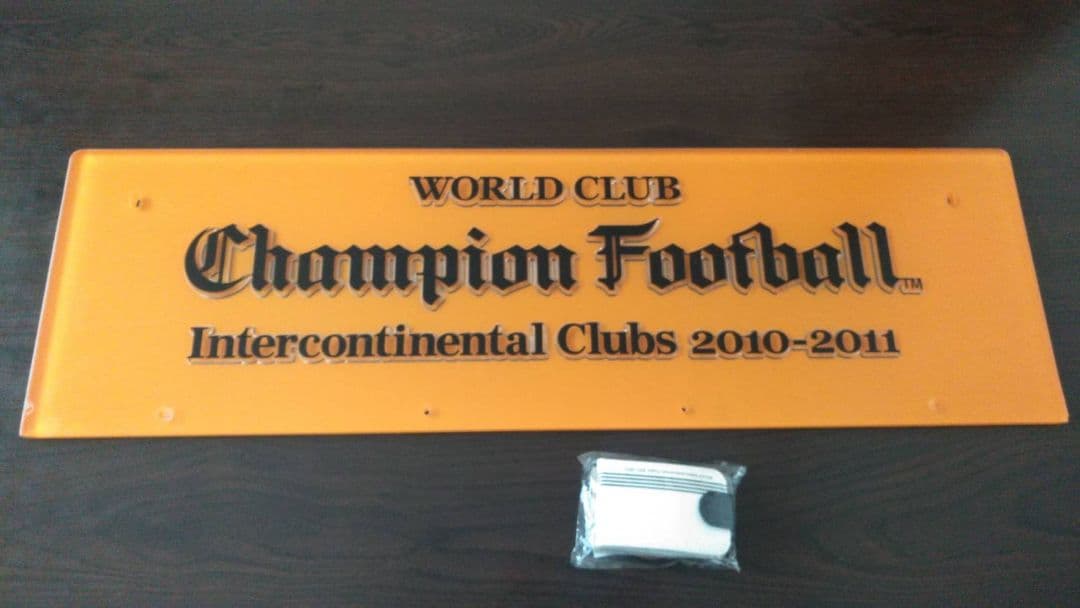 WORLD CLUB
Champion Football™
Intercontinental Clubs 2010-2011